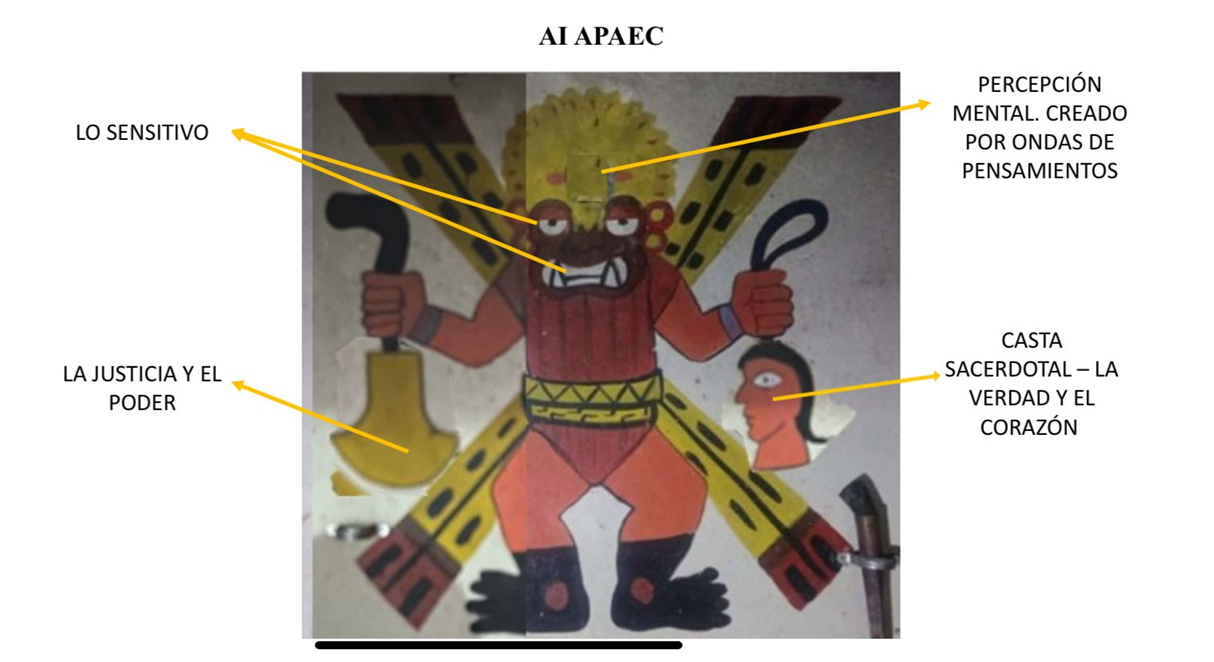 AI APAEC
LO SENSITIVO
PERCEPCIÓN
MENTAL. CREADO
POR ONDAS DE
PENSAMIENTOS
LA JUSTICIA Y EL
PODER
CASTA
SACERDOTAL – LA
VERDAD Y EL
CORAZÓN